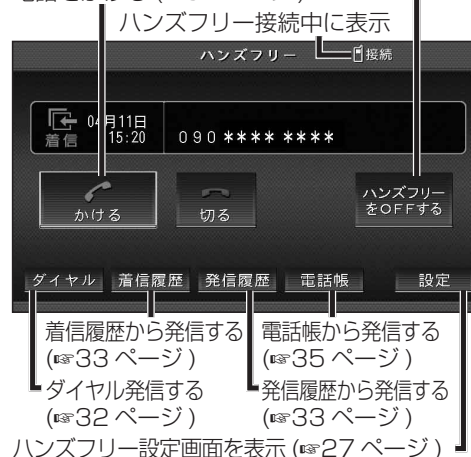 ハンズフリー接続中に表示
ハンズフリー 接続
04月11日
着信 15:20 090 **** ****
かける 切る ハンズフリー
をOFFする
ダイヤル 着信履歴 発信履歴 電話帳 設定
着信履歴から発信する 電話帳から発信する
(☞33 ページ) (☞35 ページ)
ダイヤル発信する 発信履歴から発信する
(☞32 ページ) (☞33 ページ)
ハンズフリー設定画面を表示 (☞27 ページ)